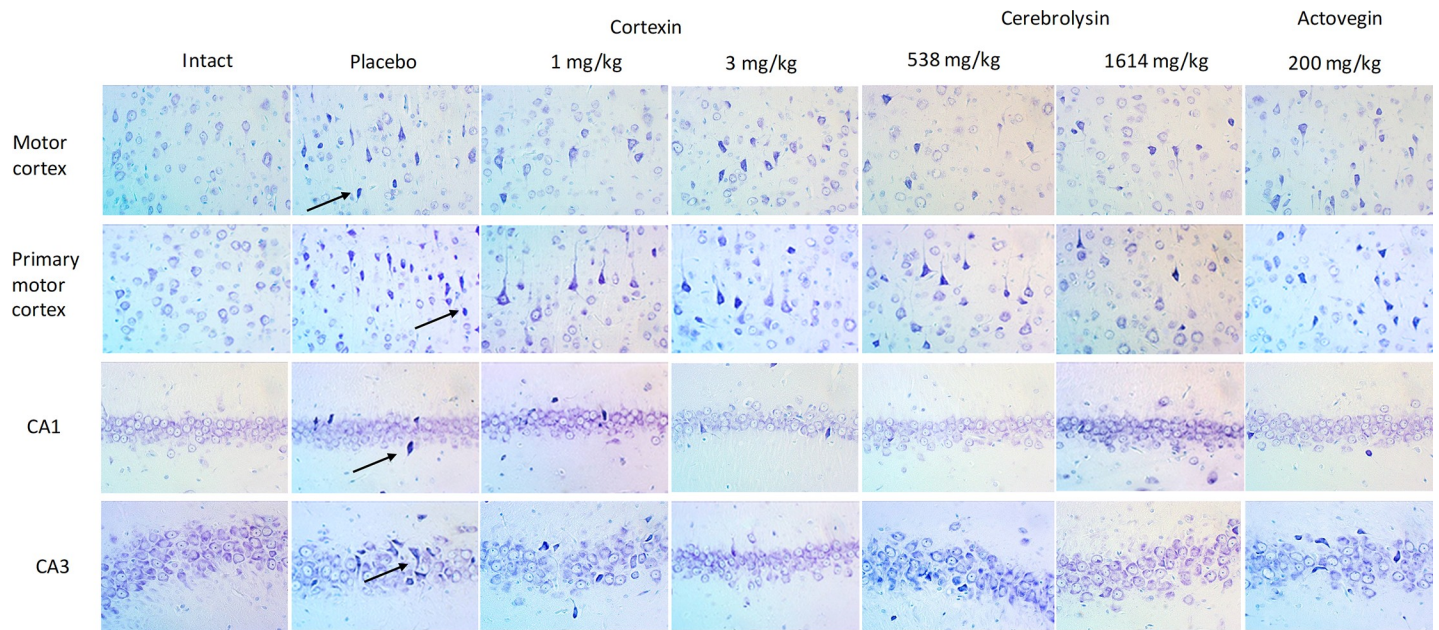 Cortexin
Cerebrolysin
Actovegin
Intact
Placebo
1 mg/kg
3 mg/kg
538 mg/kg
1614 mg/kg
200 mg/kg
Motor
cortex
Primary
motor
cortex
CA1
CA3